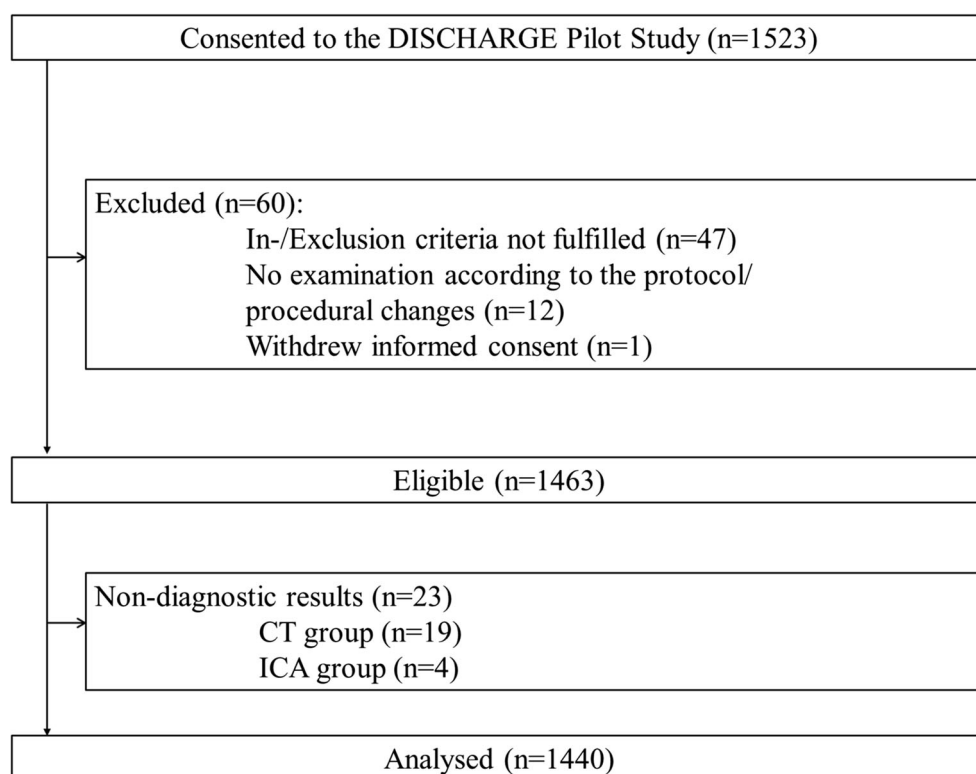 Consented to the DISCHARGE Pilot Study (n=1523)
Excluded (n=60):
In-/Exclusion criteria not fulfilled (n=47)
No examination according to the protocol/
procedural changes (n=12)
Withdrew informed consent (n=1)
Eligible (n=1463)
Non-diagnostic results (n=23)
CT group (n=19)
ICA group (n=4)
Analysed (n=1440)